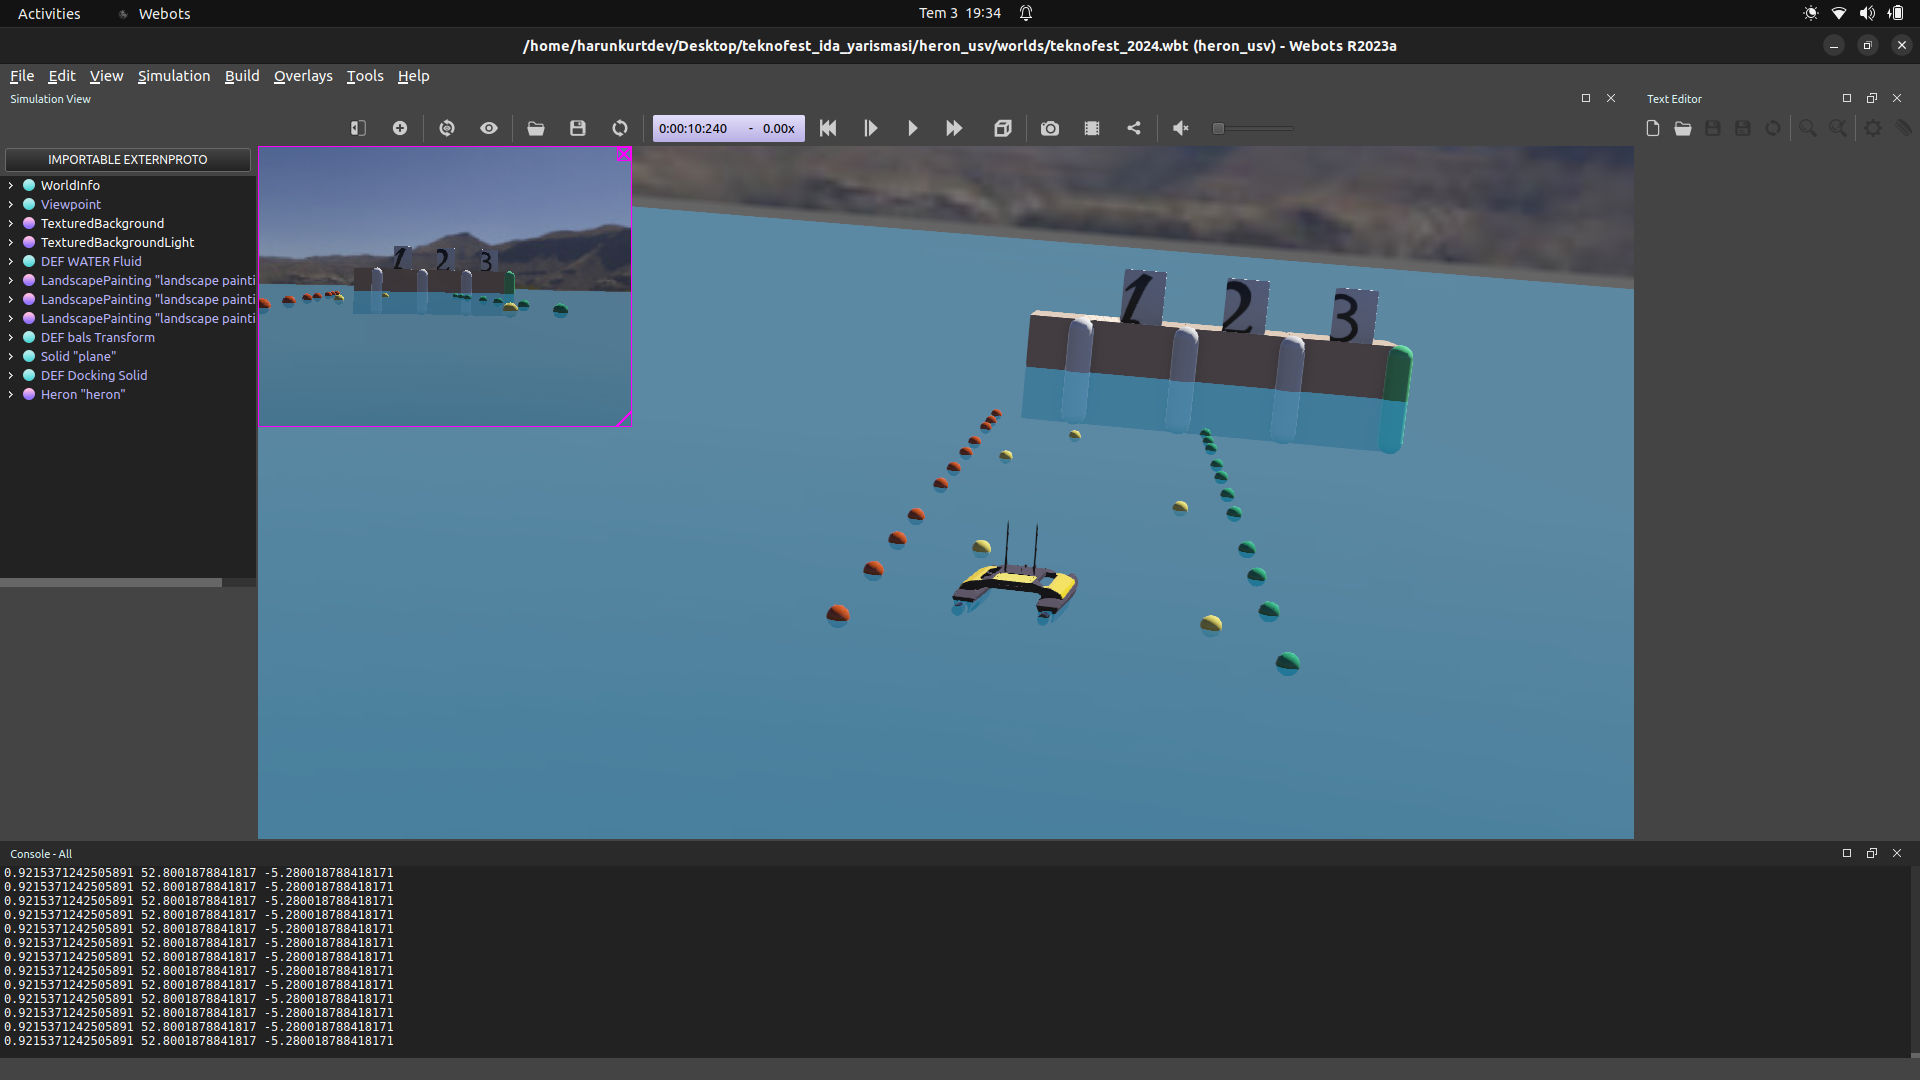 Activities
Webots
Tem 3 19:34
/home/harunkurtdev/Desktop/teknofest_ida_yarismasi/heron_usv/worlds/teknofest_2024.wbt (heron_usv) - Webots R2023a
File Edit View Simulation Build Overlays Tools Help
Simulation View
Text Editor
0:00:10:240 - 0.00x
IMPORTABLE EXTERNPROTO
WorldInfo
Viewpoint
TexturedBackground
TexturedBackgroundLight
DEF WATER Fluid
LandscapePainting "landscape painti
LandscapePainting "landscape painti
LandscapePainting "landscape painti
DEF bals Transform
Solid "plane"
DEF Docking Solid
Heron "heron"
1 2 3
1 2 3
Console - All
0.9215371242505891 52.8001878841817 -5.280018788418171
0.9215371242505891 52.8001878841817 -5.280018788418171
0.9215371242505891 52.8001878841817 -5.280018788418171
0.9215371242505891 52.8001878841817 -5.280018788418171
0.9215371242505891 52.8001878841817 -5.280018788418171
0.9215371242505891 52.8001878841817 -5.280018788418171
0.9215371242505891 52.8001878841817 -5.280018788418171
0.9215371242505891 52.8001878841817 -5.280018788418171
0.9215371242505891 52.8001878841817 -5.280018788418171
0.9215371242505891 52.8001878841817 -5.280018788418171
0.9215371242505891 52.8001878841817 -5.280018788418171
0.9215371242505891 52.8001878841817 -5.280018788418171
0.9215371242505891 52.8001878841817 -5.280018788418171